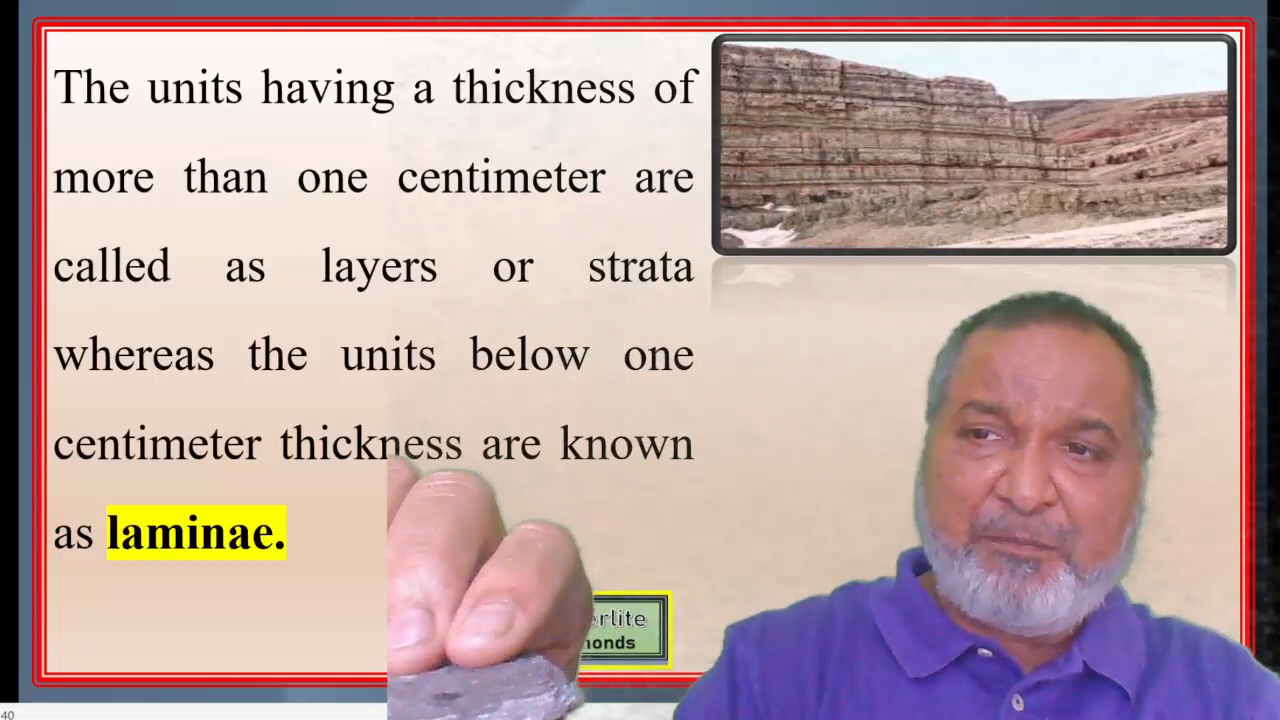 The units having a thickness of
more than one centimeter are
called as layers or strata
whereas the units below one
centimeter thickness are known
as laminae.
40